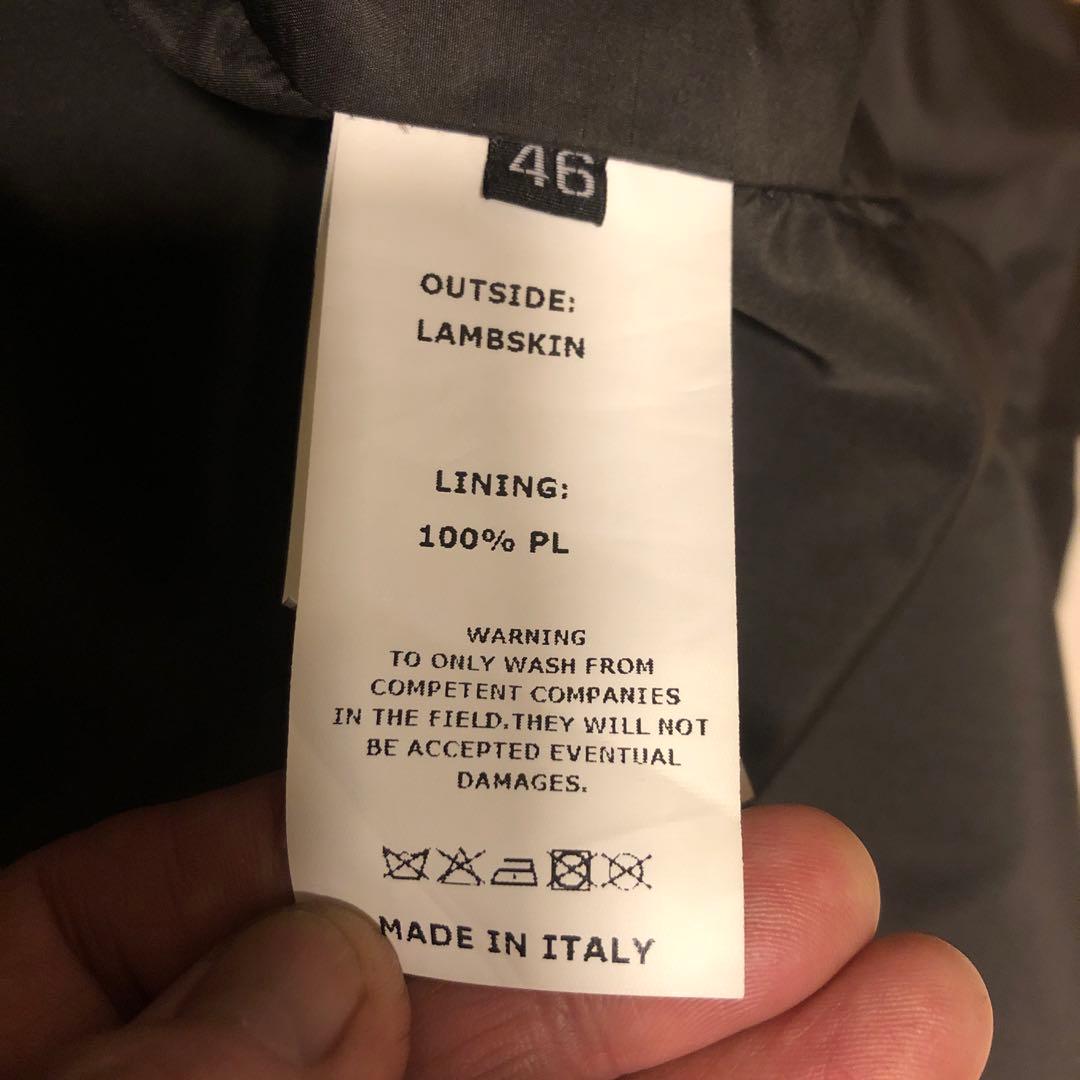 46
OUTSIDE:
LAMBSKIN
LINING:
100% PL
WARNING
TO ONLY WASH FROM
COMPETENT COMPANIES
IN THE FIELD.THEY WILL NOT
BE ACCEPTED EVENTUAL
DAMAGES.
MADE IN ITALY